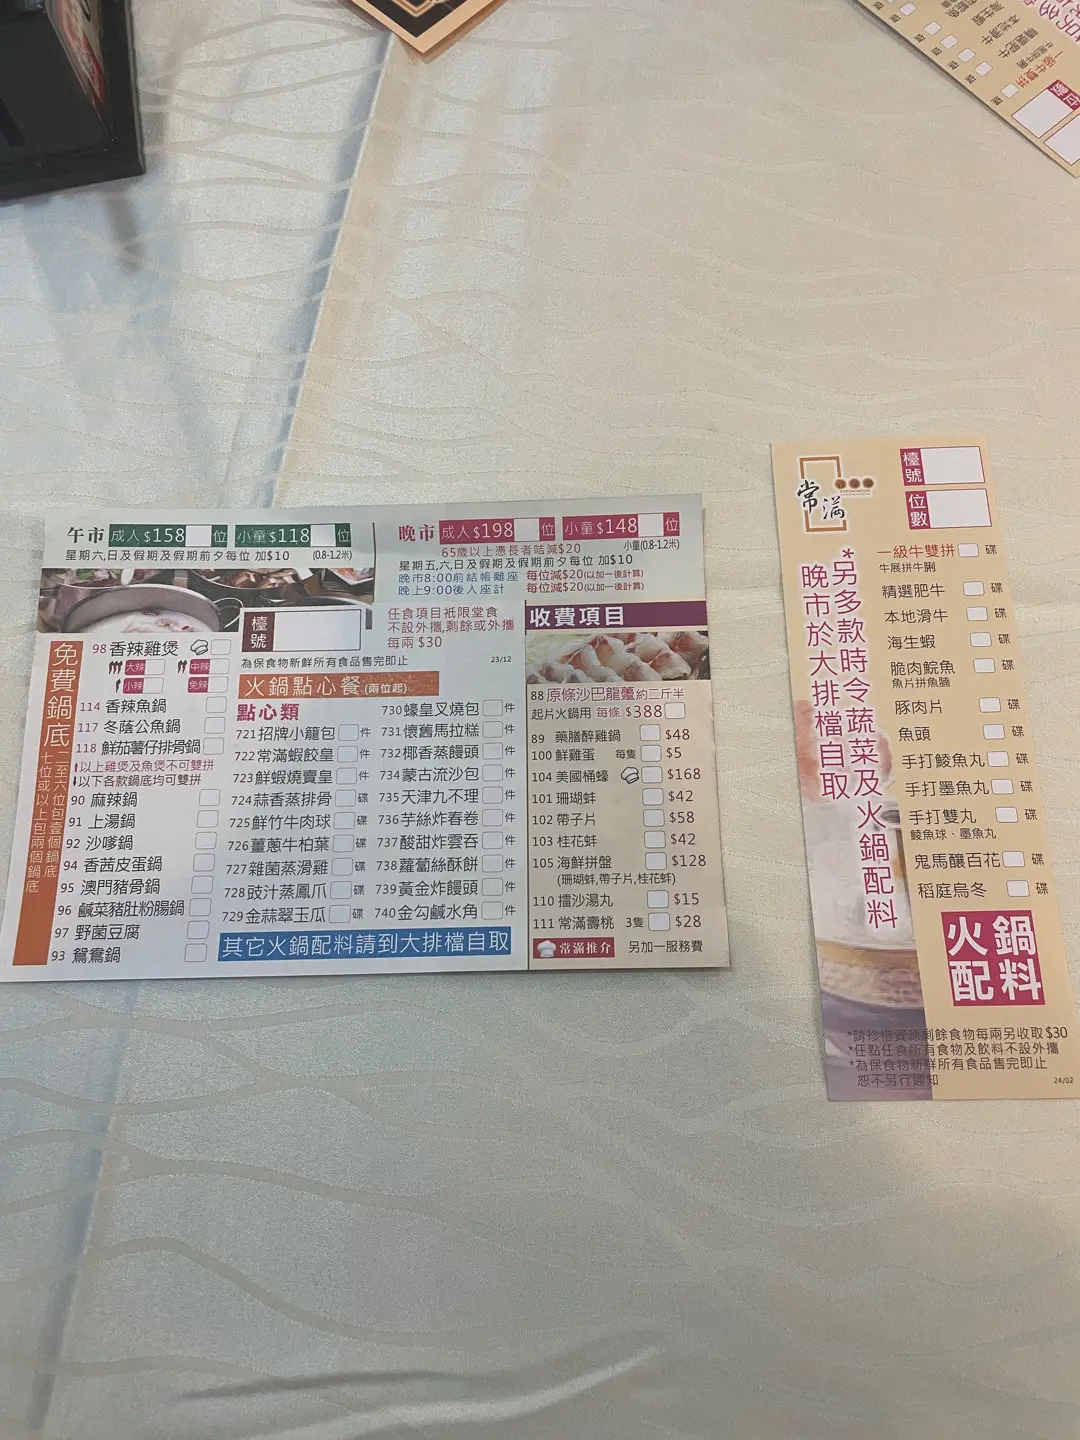 午市 成人$158 位 小童$118 位
星期六,日及假期及假期前夕每位 加$10 (0.8-1.2米)
晚市 成人$198 位 小童$148 位
65歲以上憑長者咭減$20 小童(0.8-1.2米)
星期五,六,日及假期及假期前夕每位 加$10
晚市8:00前結帳離座 每位減$20(以加一後計算)
晚上9:00後入座計 每位減$20(以加一後計算)
免費鍋底
二至六位包壹個鍋底
七位或以上包兩個鍋底
98 香辣雞煲
大辣 中辣
小辣 免辣
114 香辣魚鍋
117 冬蔭公魚鍋
118 鮮茄薯仔排骨鍋
以上雞煲及魚煲不可雙拼
以下各款鍋底均可雙拼
90 麻辣鍋
91 上湯鍋
92 沙嗲鍋
94 香茜皮蛋鍋
95 澳門豬骨鍋
96 鹹菜豬肚粉腸鍋
97 野菌豆腐
93 鴛鴦鍋
檯號
任食項目衹限堂食
不設外攜,剩餘或外攜
每兩 $30
為保食物新鮮所有食品售完即止 23/12
火鍋點心餐(兩位起)
點心類
721 招牌小籠包 件
722 常滿蝦餃皇 件
723 鮮蝦燒賣皇 件
724 蒜香蒸排骨 碟
725 鮮竹牛肉球 碟
726 薑蔥牛柏葉 碟
727 雜菌蒸滑雞 碟
728 豉汁蒸鳳爪 碟
729 金蒜翠玉瓜 碟
730 蠔皇叉燒包 件
731 懷舊馬拉糕 件
732 椰香蒸饅頭 件
734 蒙古流沙包 件
735 天津九不理 件
736 芋絲炸春卷 件
737 酸甜炸雲吞 件
738 蘿蔔絲酥餅 件
739 黃金炸饅頭 件
740 金勾鹹水角 件
其它火鍋配料請到大排檔自取
收費項目
88 原條沙巴龍躉 約二斤半
起片火鍋用 每條 $388
89 藥膳醉雞鍋 $48
100 鮮雞蛋 每隻 $5
104 美國桶蠔 $168
101 珊瑚蚌 $42
102 帶子片 $58
103 桂花蚌 $42
105 海鮮拼盤 $128
(珊瑚蚌,帶子片,桂花蚌)
110 擂沙湯丸 $15
111 常滿壽桃 3隻 $28
常滿推介 另加一服務費
常滿
檯號
位數
*另多款時令蔬菜及火鍋配料
晚市於大排檔自取
一級牛雙拼 碟
牛展拼牛脷
精選肥牛 碟
本地滑牛 碟
海生蝦 碟
脆肉鯇魚 碟
魚片拼魚腩
豚肉片 碟
魚頭 碟
手打鯪魚丸 碟
手打墨魚丸 碟
手打雙丸 碟
鯪魚球、墨魚丸
鬼馬釀百花 碟
稻庭烏冬 碟
火鍋
配料
*請珍惜資源剩餘食物每兩另收取$30
*任點任食所有食物及飲料不設外攜
*為保食物新鮮所有食品售完即止
恕不另行通知
24/02
位數
一級牛雙拼